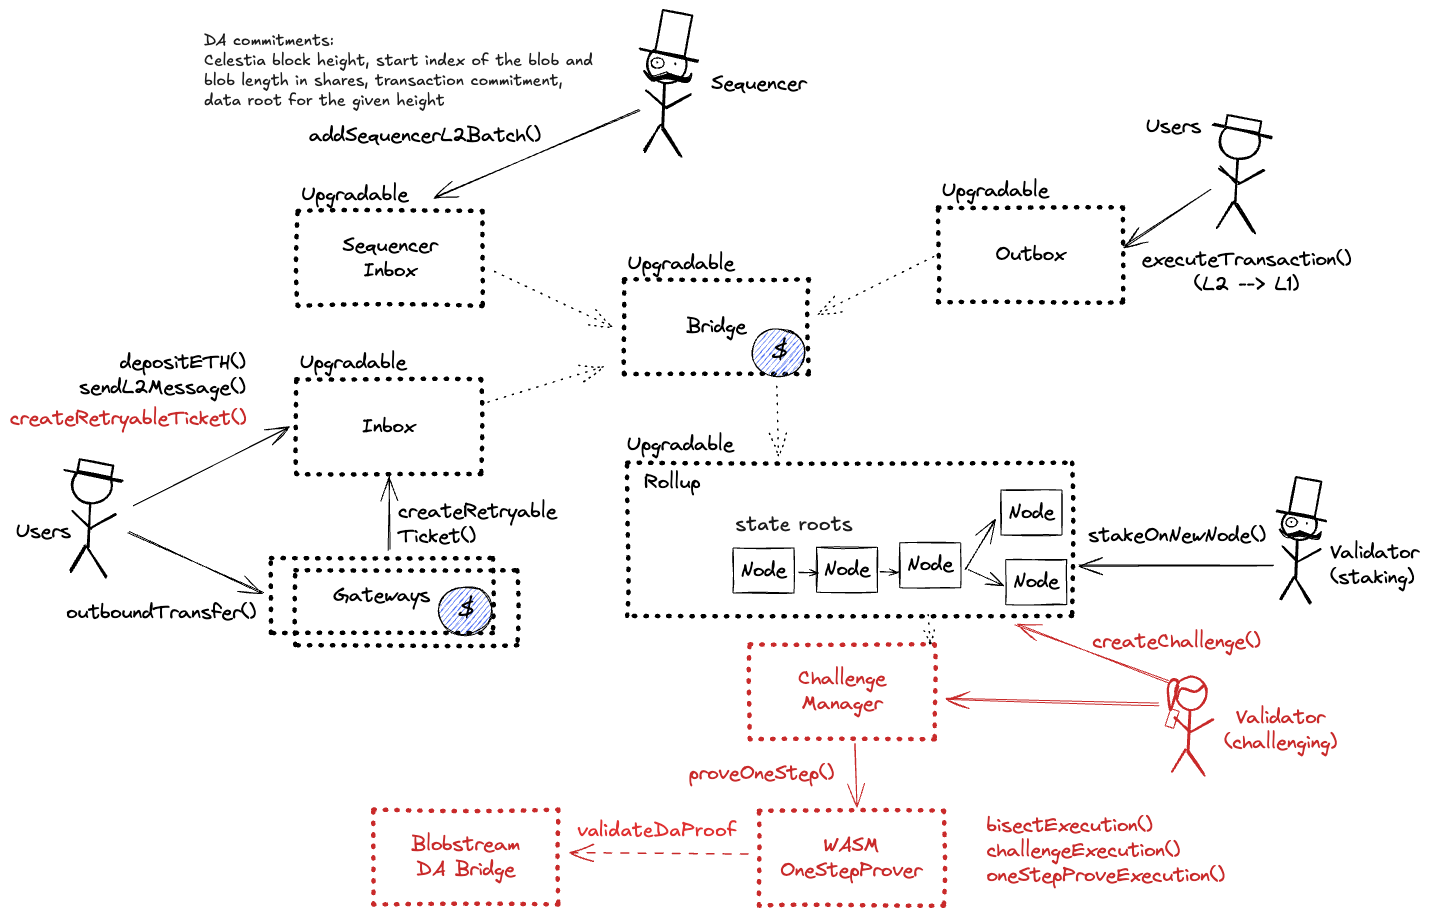 DA commitments:
Celestia block height, start index of the blob and
blob length in shares, transaction commitment,
data root for the given height
Sequencer
addSequencerL2Batch()
Users
Upgradable
Sequencer
Inbox
Upgradable
Outbox
executeTransaction()
(L2 --> L1)
Upgradable
Bridge
$
depositETH()
sendL2Message()
createRetryableTicket()
Upgradable
Inbox
Users
createRetryable
Ticket()
outboundTransfer()
Gateways
$
Upgradable
Rollup
state roots
Node
Node
Node
Node
Node
stakeOnNewNode()
Validator
(staking)
createChallenge()
Challenge
Manager
Validator
(challenging)
proveOneStep()
Blobstream
DA Bridge
validateDaProof
WASM
OneStepProver
bisectExecution()
challengeExecution()
oneStepProveExecution()